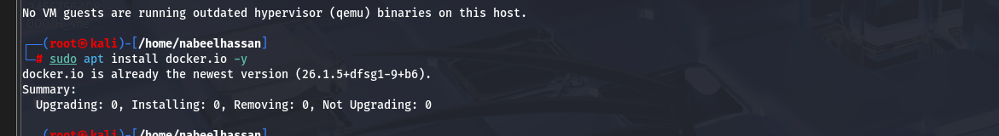 No VM guests are running outdated hypervisor (qemu) binaries on this host.
┌──(root㉿kali)-[/home/nabeelhassan]
└─# sudo apt install docker.io -y
docker.io is already the newest version (26.1.5+dfsg1-9+b6).
Summary:
  Upgrading: 0, Installing: 0, Removing: 0, Not Upgrading: 0
┌──(root㉿kali)-[/home/nabeelhassan]